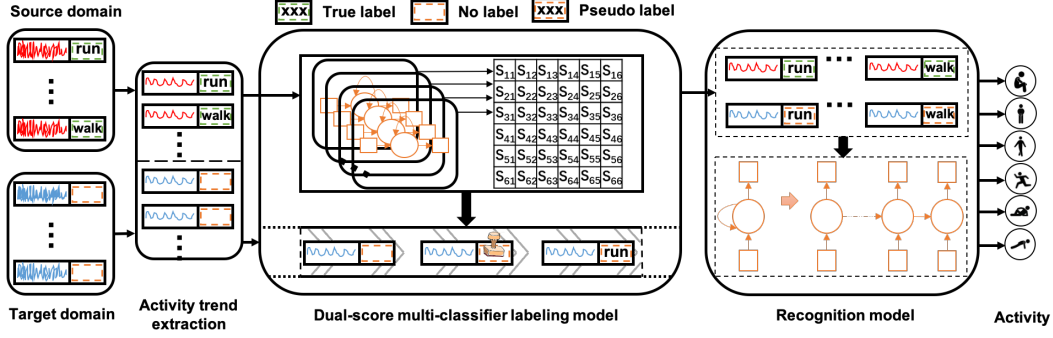 Source domain
xxx True label
No label
xxx Pseudo label
run
walk
run
walk
S11 S12 S13 S14 S15 S16
S21 S22 S23 S24 S25 S26
S31 S32 S33 S34 S35 S36
S41 S42 S43 S44 S45 S46
S51 S52 S53 S54 S55 S56
S61 S62 S63 S64 S65 S66
run
run
walk
run
walk
Target domain
Activity trend
extraction
Dual-score multi-classifier labeling model
Recognition model
Activity